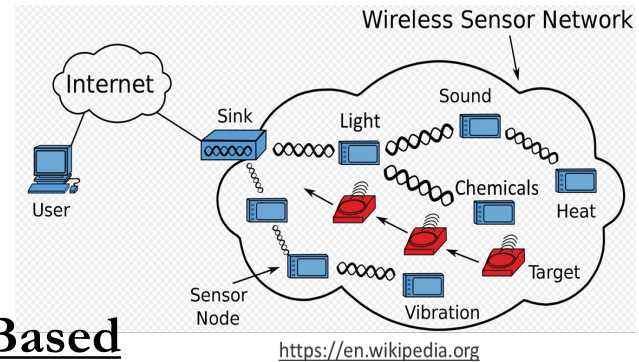 Wireless Sensor Network
Internet
Sound
Sink
Light
Chemicals
User
Heat
Target
Sensor
Node
Vibration
Based
https://en.wikipedia.org